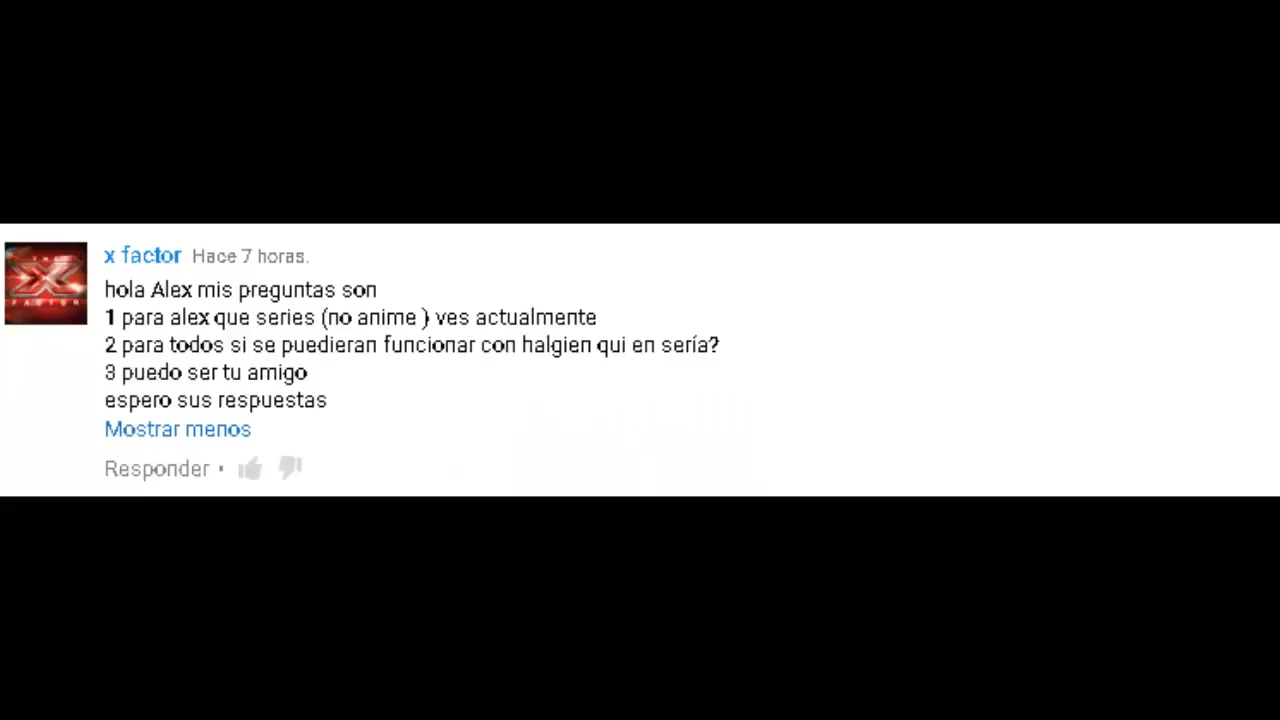 THE
X
FACTOR
x factor Hace 7 horas.
hola Alex mis preguntas son
1 para alex que series (no anime ) ves actualmente
2 para todos si se puedieran funcionar con halgien qui en sería?
3 puedo ser tu amigo
espero sus respuestas
Mostrar menos
Responder •